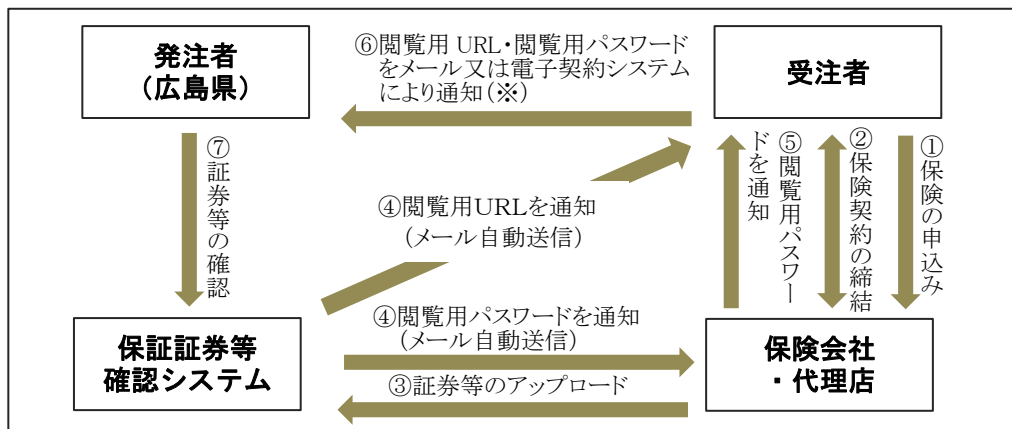 発注者
（広島県）
⑥閲覧用 URL・閲覧用パスワード
をメール又は電子契約システム
により通知（※）
受注者
⑦証券等の確認
④閲覧用URLを通知
（メール自動送信）
⑤閲覧用パスワー
ドを通知
②保険契約の締結
①保険の申込み
保証証券等
確認システム
④閲覧用パスワードを通知
（メール自動送信）
③証券等のアップロード
保険会社
・代理店